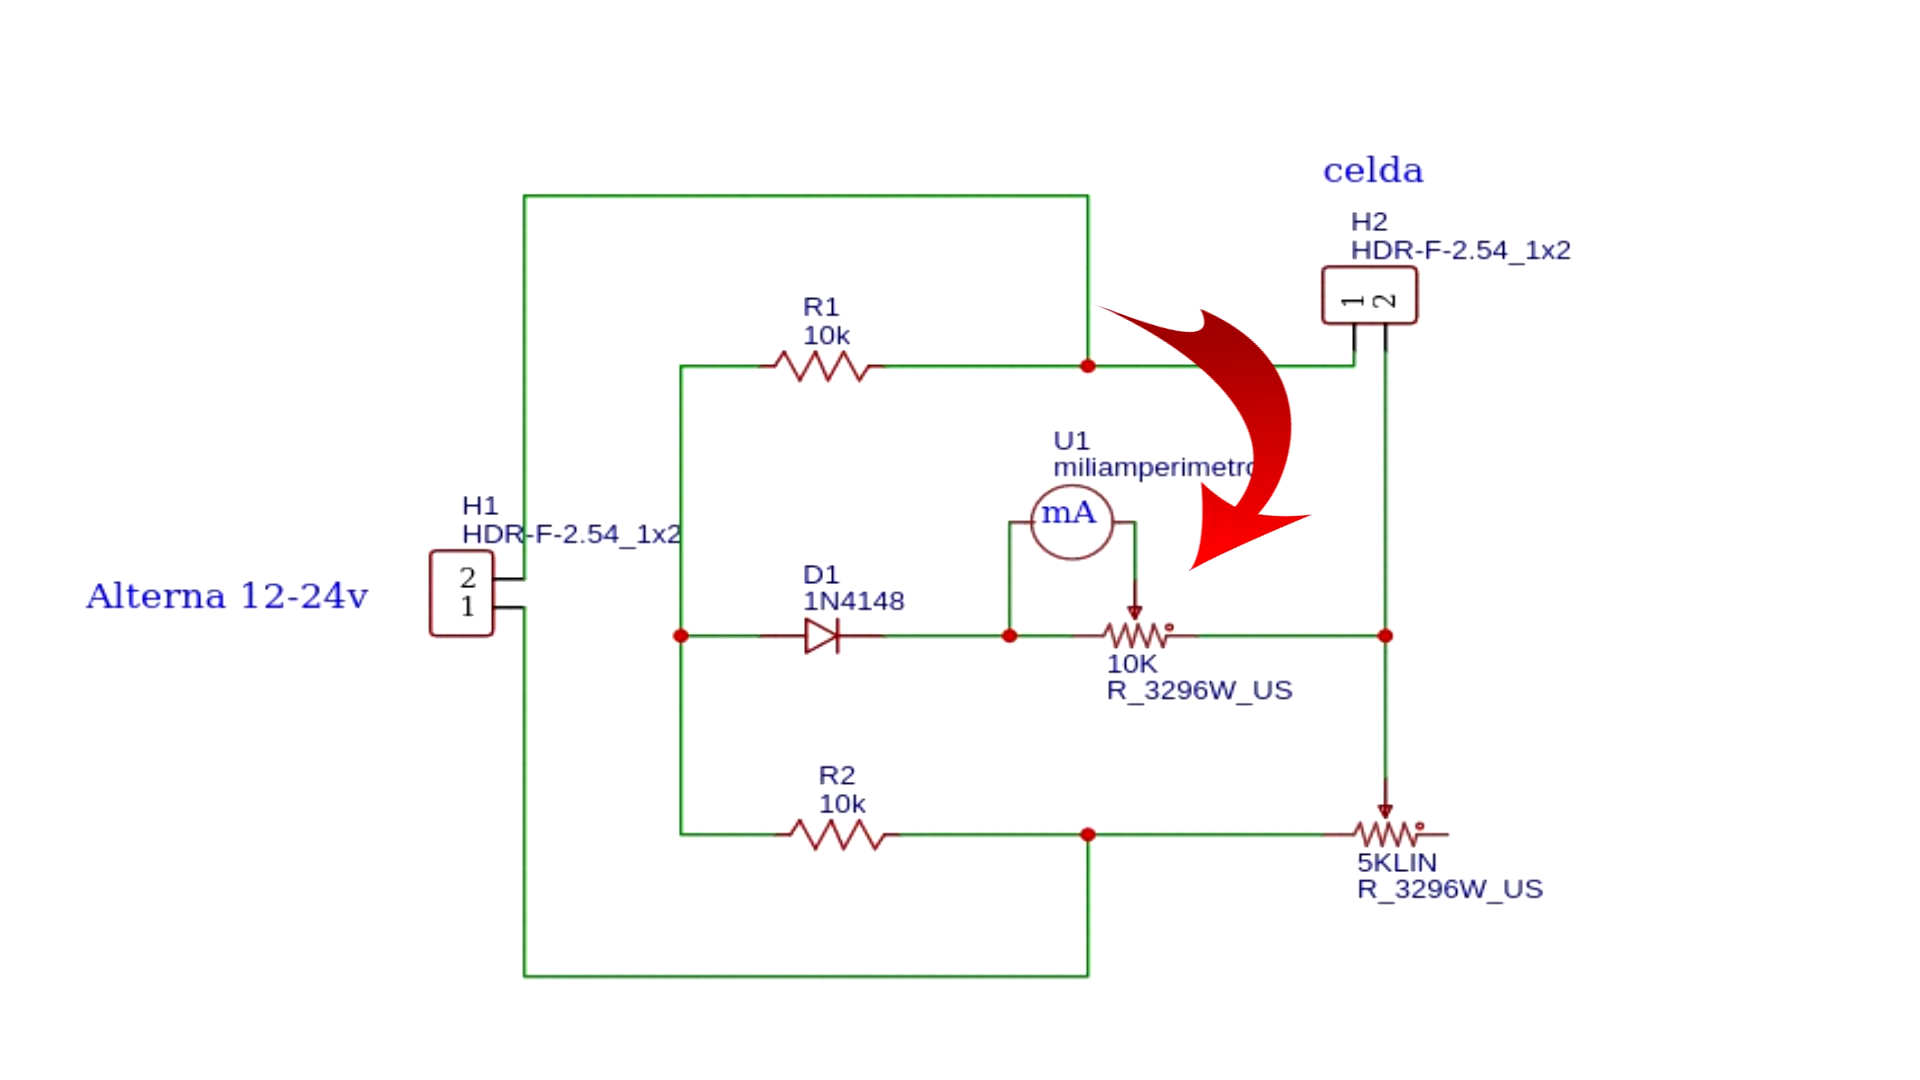 celda
H2
HDR-F-2.54_1x2
1 2
R1
10k
U1
miliamperimetro
mA
H1
HDR-F-2.54_1x2
2
1
Alterna 12-24v
D1
1N4148
10K
R_3296W_US
R2
10k
5KLIN
R_3296W_US